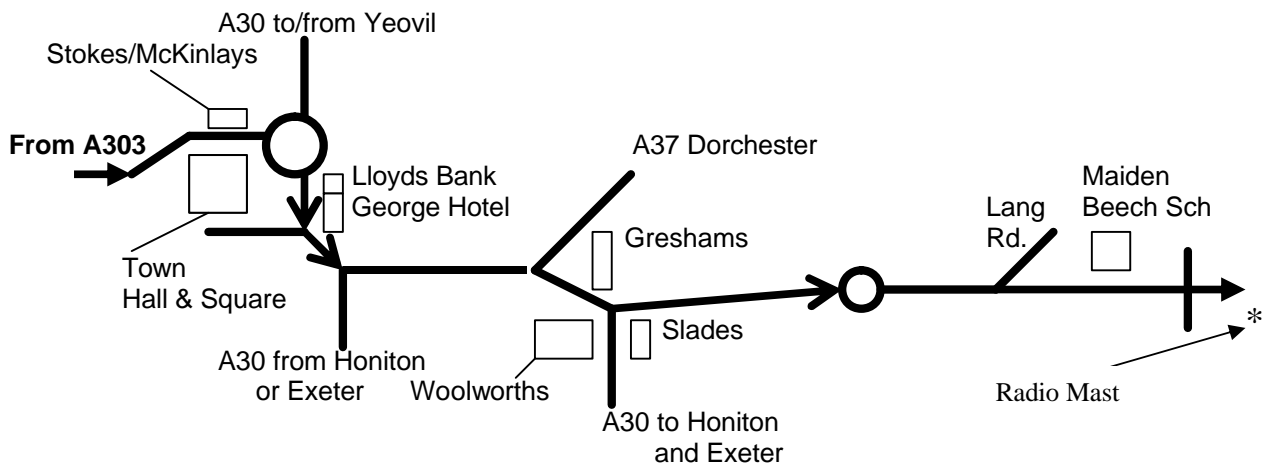 A30 to/from Yeovil
Stokes/McKinlays
From A303
A37 Dorchester
Lloyds Bank
George Hotel
Maiden
Beech Sch
Lang
Rd.
Greshams
Town
Hall & Square
Slades
A30 from Honiton
or Exeter
Woolworths
Radio Mast
*
A30 to Honiton
and Exeter